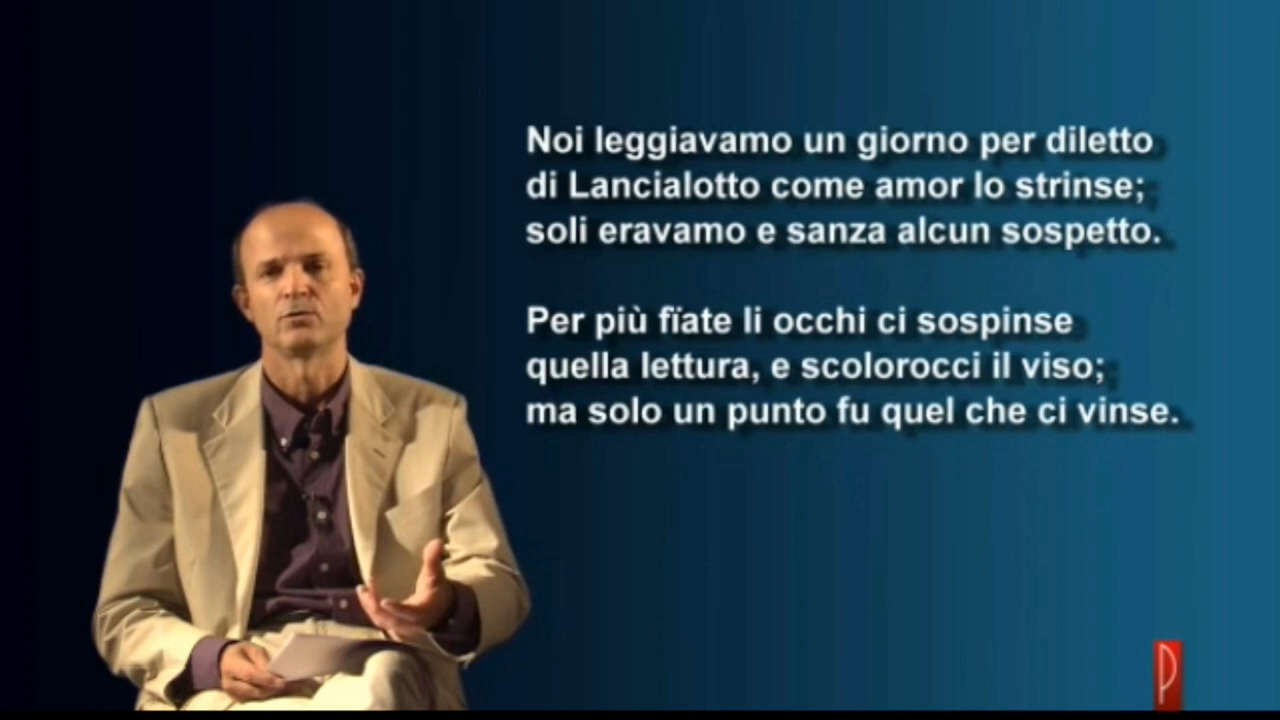 Noi leggiavamo un giorno per diletto
di Lancialotto come amor lo strinse;
soli eravamo e sanza alcun sospetto.
Per più fïate li occhi ci sospinse
quella lettura, e scolorocci il viso;
ma solo un punto fu quel che ci vinse.
P